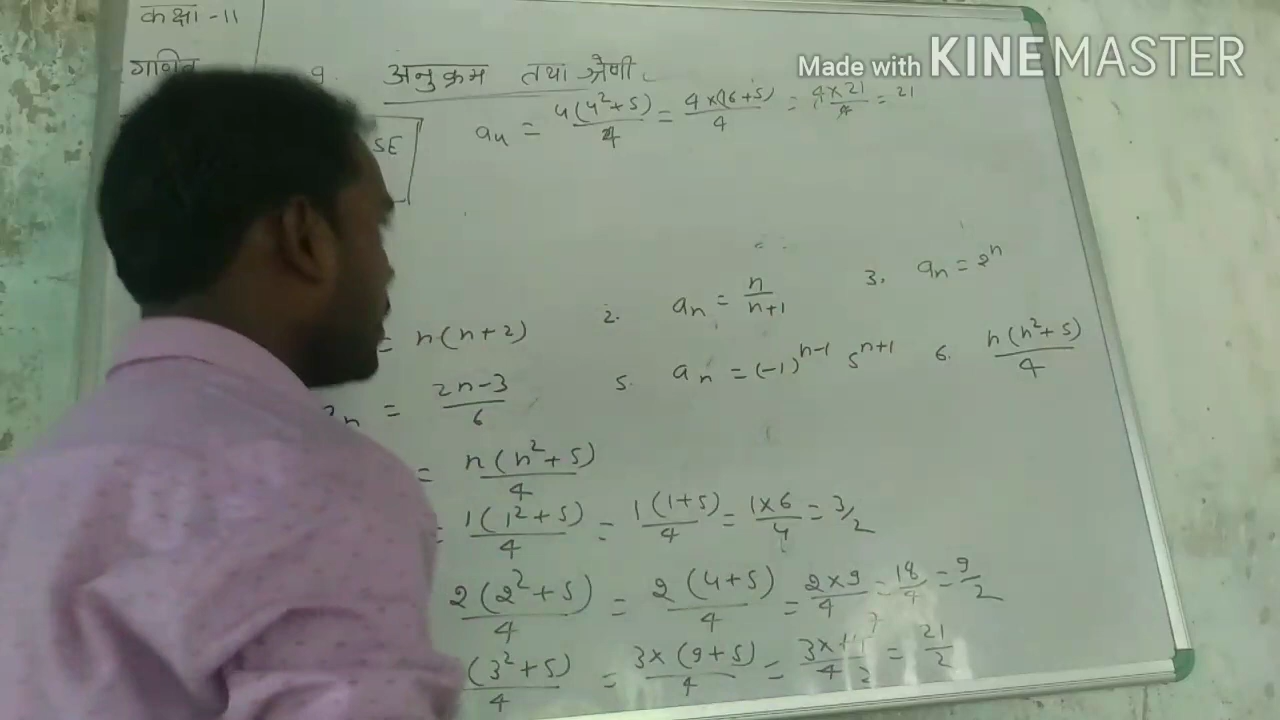 कक्षा -11
गणित
9. अनुक्रम तथा श्रेणी
Made with KINEMASTER
SE
a₄ = 4(4²+5)/4 = 4×(16+5)/4 = 4×21/4 = 21
= n(n+2)
2. aₙ = n/n+1
3. aₙ = 2ⁿ
aₙ = 2n-3/6
5. aₙ = (-1)ⁿ⁻¹ 5ⁿ⁺¹
6. n(n²+5)/4
= n(n²+5)/4
= 1(1²+5)/4 = 1(1+5)/4 = 1×6/4 = 3/2
2(2²+5)/4 = 2(4+5)/4 = 2×9/4 = 18/4 = 9/2
(3²+5)/4 = 3×(9+5)/4 = 3× /4 = 21/2